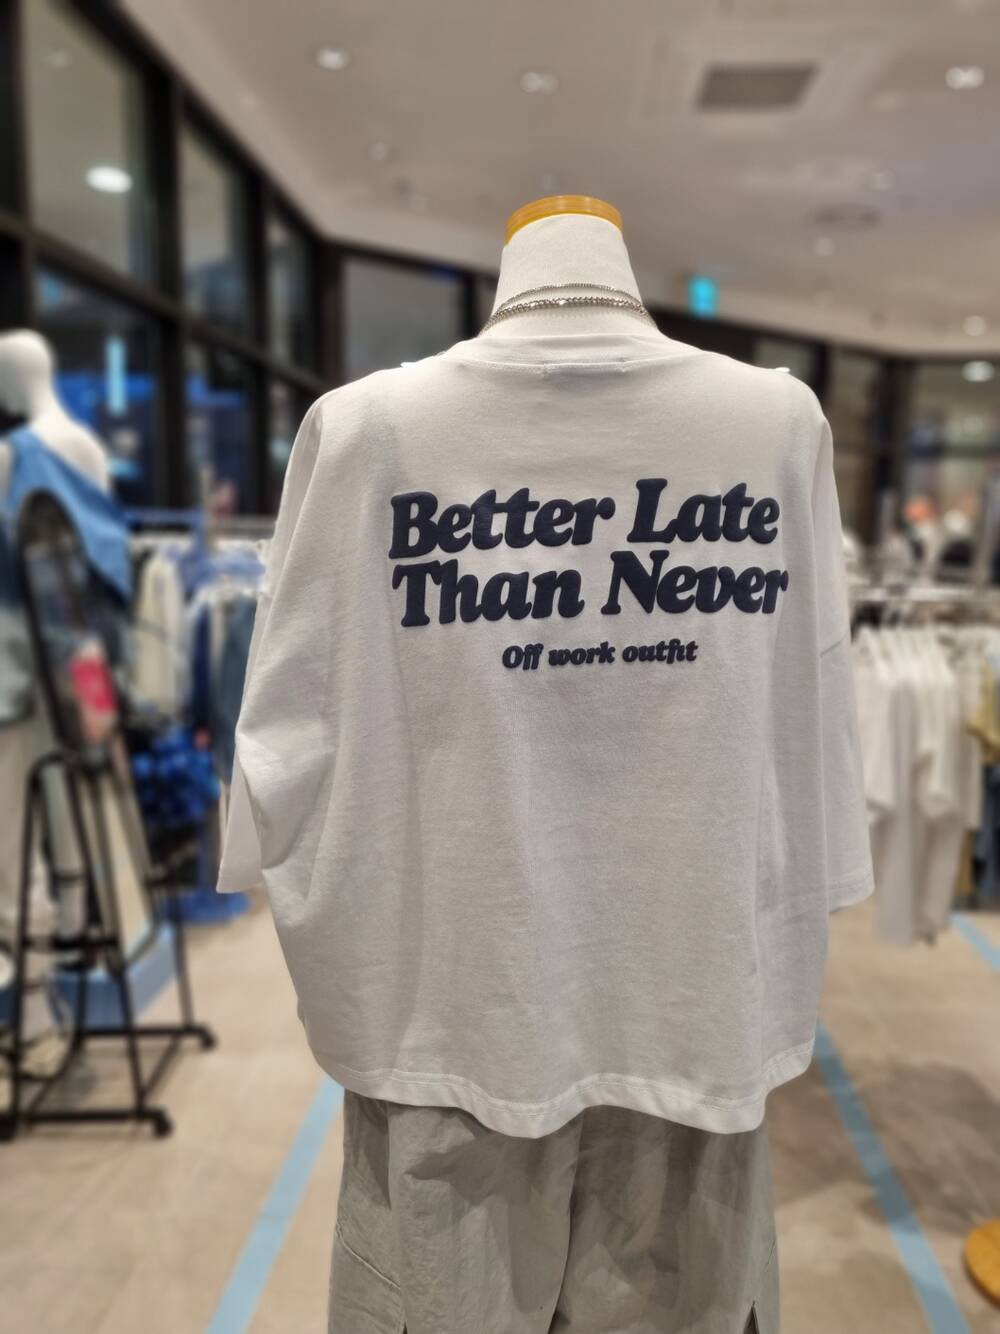 Better Late
Than Never
Off work outfit